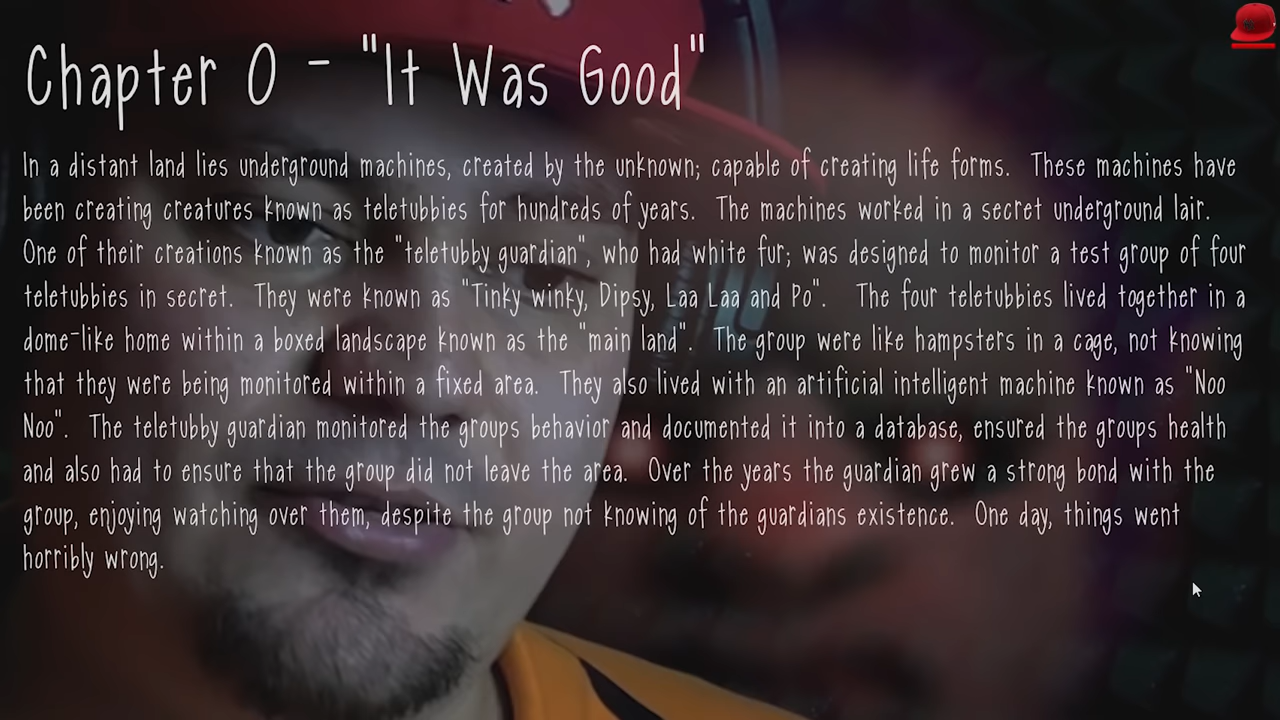 Chapter 0 - "It Was Good"
In a distant land lies underground machines, created by the unknown; capable of creating life forms. These machines have
been creating creatures known as teletubbies for hundreds of years. The machines worked in a secret underground lair.
One of their creations known as the "teletubby guardian", who had white fur; was designed to monitor a test group of four
teletubbies in secret. They were known as "Tinky winky, Dipsy, Laa Laa and Po". The four teletubbies lived together in a
dome-like home within a boxed landscape known as the "main land". The group were like hampsters in a cage, not knowing
that they were being monitored within a fixed area. They also lived with an artificial intelligent machine known as "Noo
Noo". The teletubby guardian monitored the groups behavior and documented it into a database, ensured the groups health
and also had to ensure that the group did not leave the area. Over the years the guardian grew a strong bond with the
group, enjoying watching over them, despite the group not knowing of the guardians existence. One day, things went
horribly wrong.